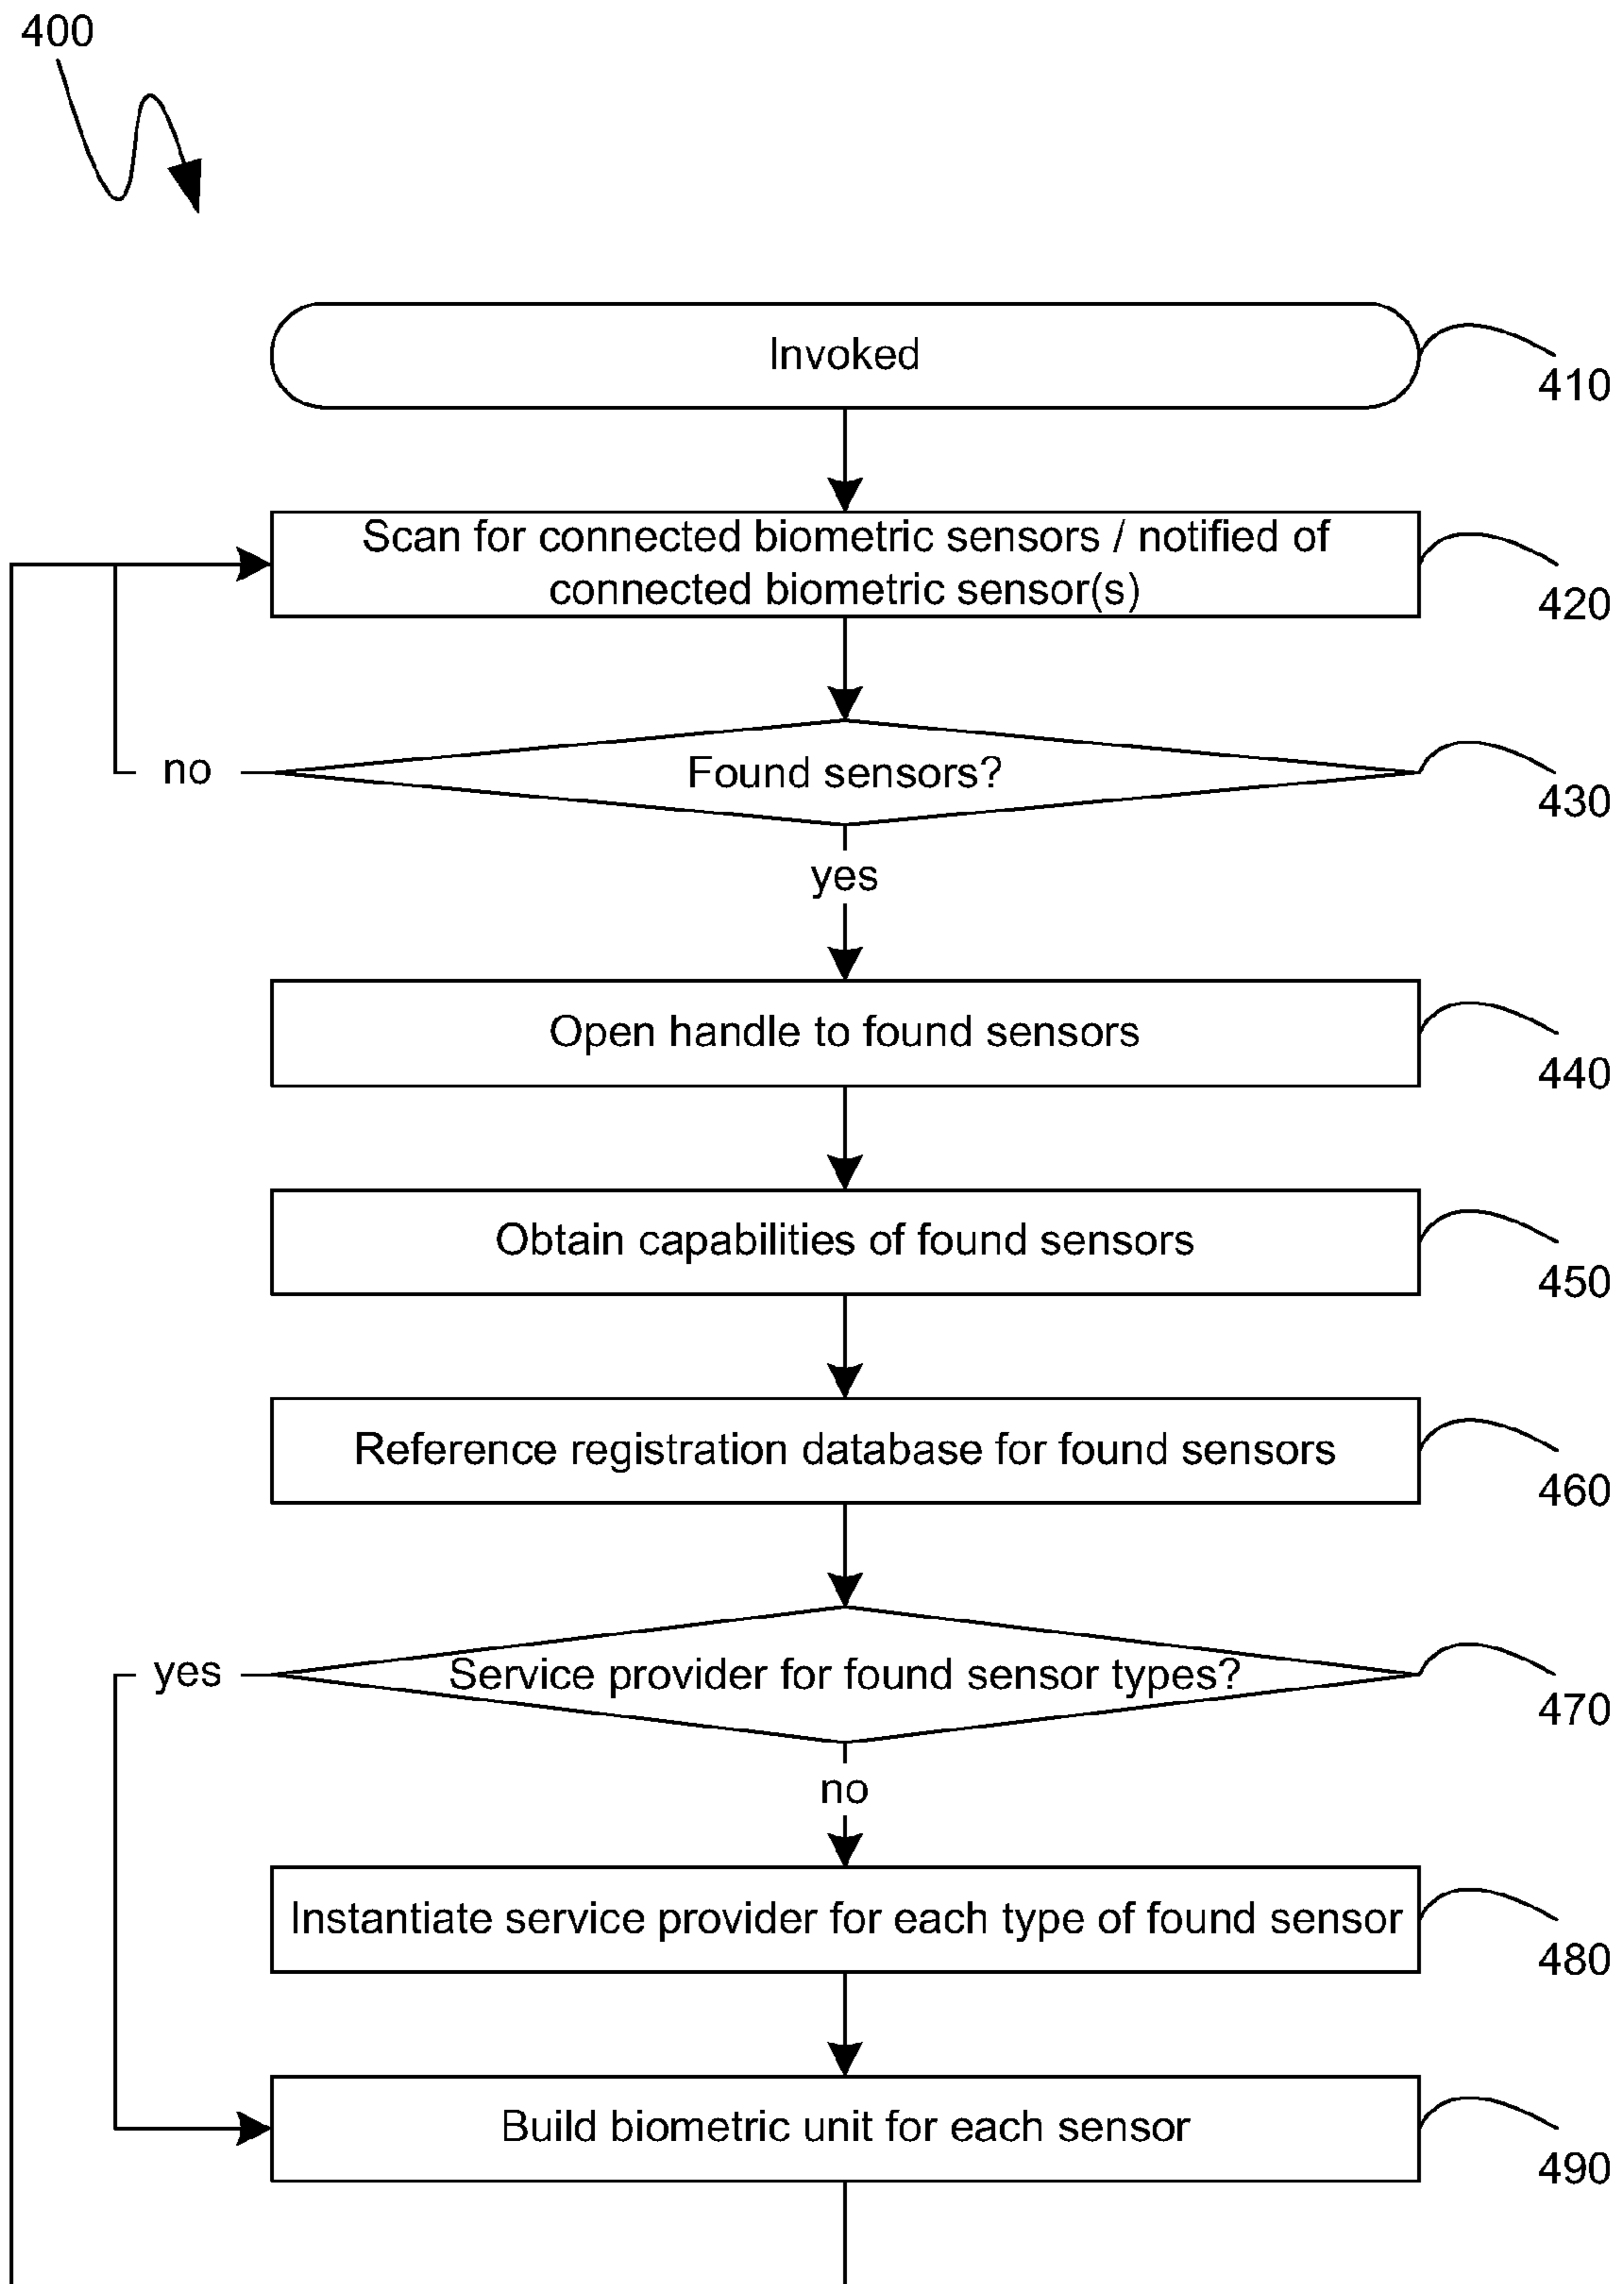 400
Invoked
410
Scan for connected biometric sensors / notified of
connected biometric sensor(s)
420
no
Found sensors?
430
yes
Open handle to found sensors
440
Obtain capabilities of found sensors
450
Reference registration database for found sensors
460
yes
Service provider for found sensor types?
470
no
Instantiate service provider for each type of found sensor
480
Build biometric unit for each sensor
490